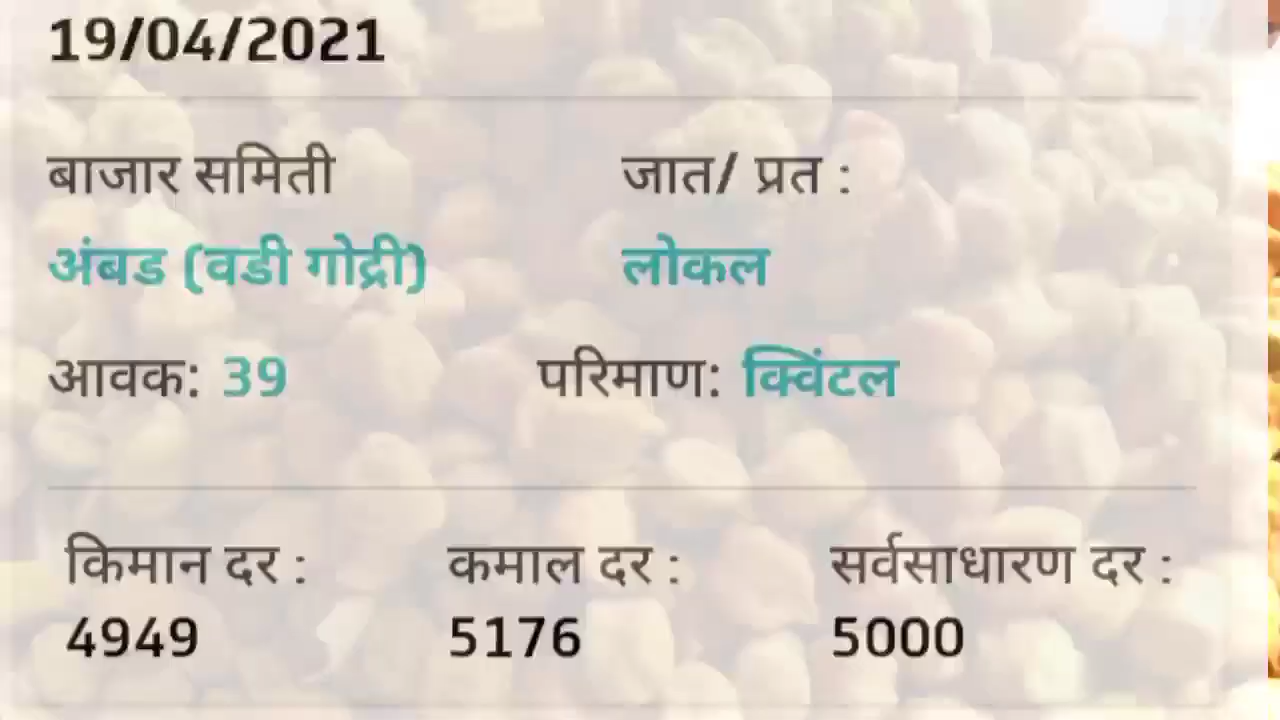 19/04/2021
बाजार समिती जात/ प्रत :
अंबड (वडी गोद्री) लोकल
आवक: 39 परिमाण: क्विंटल
किमान दर : कमाल दर : सर्वसाधारण दर :
4949 5176 5000